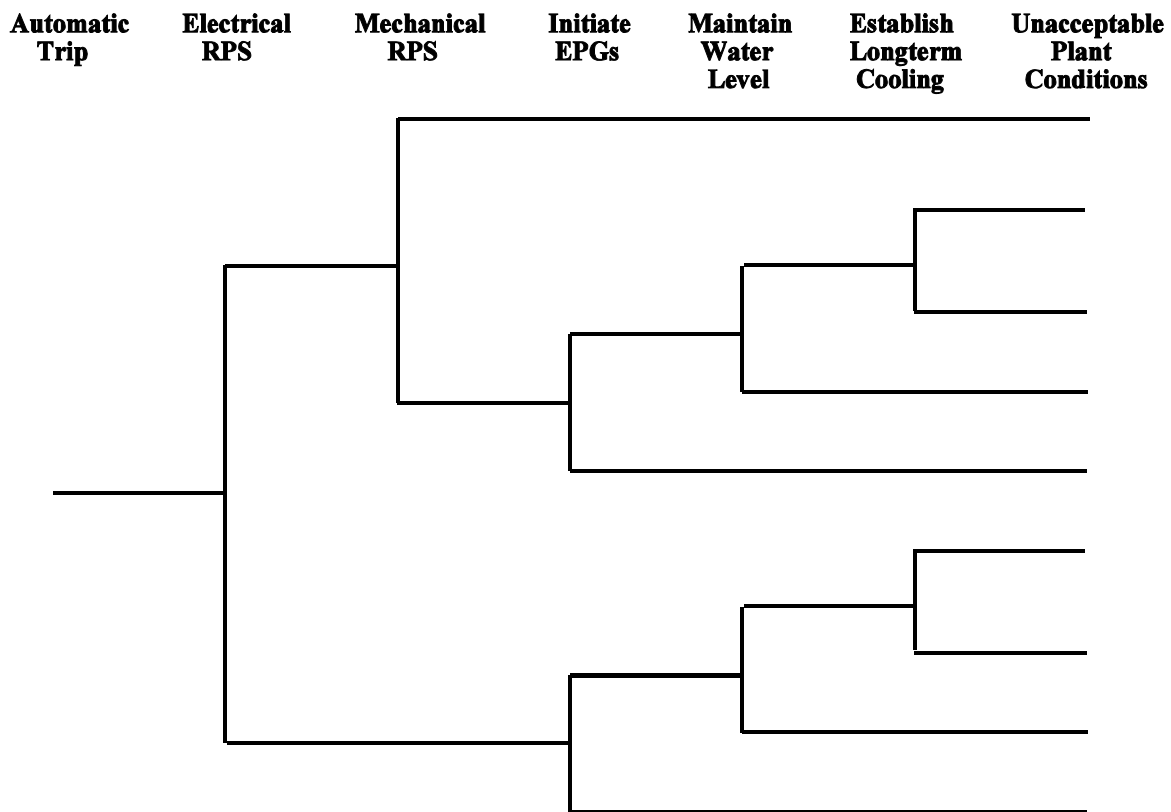 Automatic
Trip
Electrical
RPS
Mechanical
RPS
Initiate
EPGs
Maintain
Water
Level
Establish
Longterm
Cooling
Unacceptable
Plant
Conditions